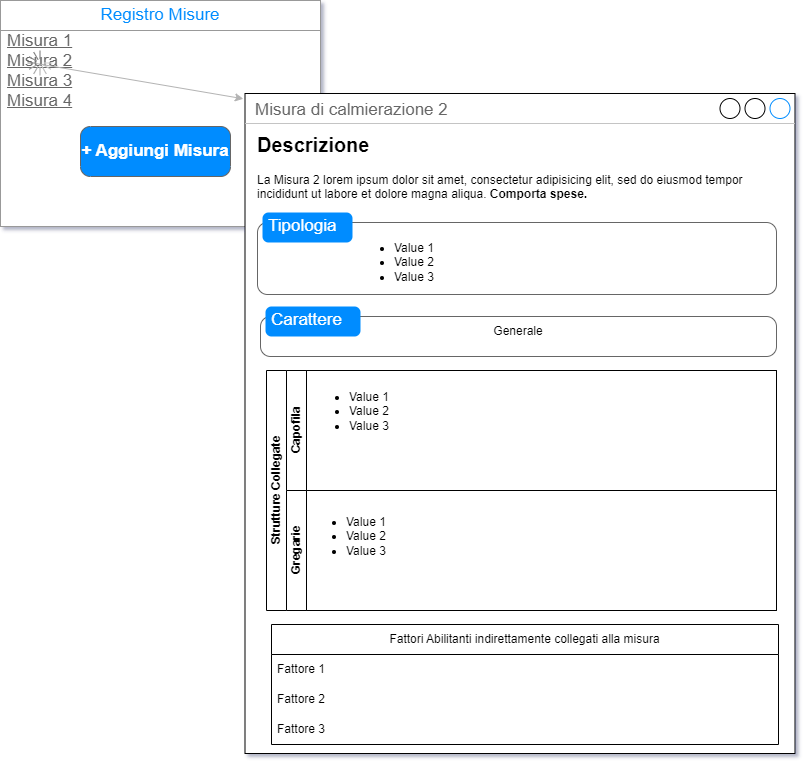 Registro Misure
Misura 1
Misura 2
Misura 3
Misura 4
+ Aggiungi Misura
Misura di calmierazione 2
Descrizione
La Misura 2 lorem ipsum dolor sit amet, consectetur adipisicing elit, sed do eiusmod tempor
incididunt ut labore et dolore magna aliqua. Comporta spese.
Tipologia
• Value 1
• Value 2
• Value 3
Carattere
Generale
Strutture Collegate
Capofila
• Value 1
• Value 2
• Value 3
Gregarie
• Value 1
• Value 2
• Value 3
Fattori Abilitanti indirettamente collegati alla misura
Fattore 1
Fattore 2
Fattore 3